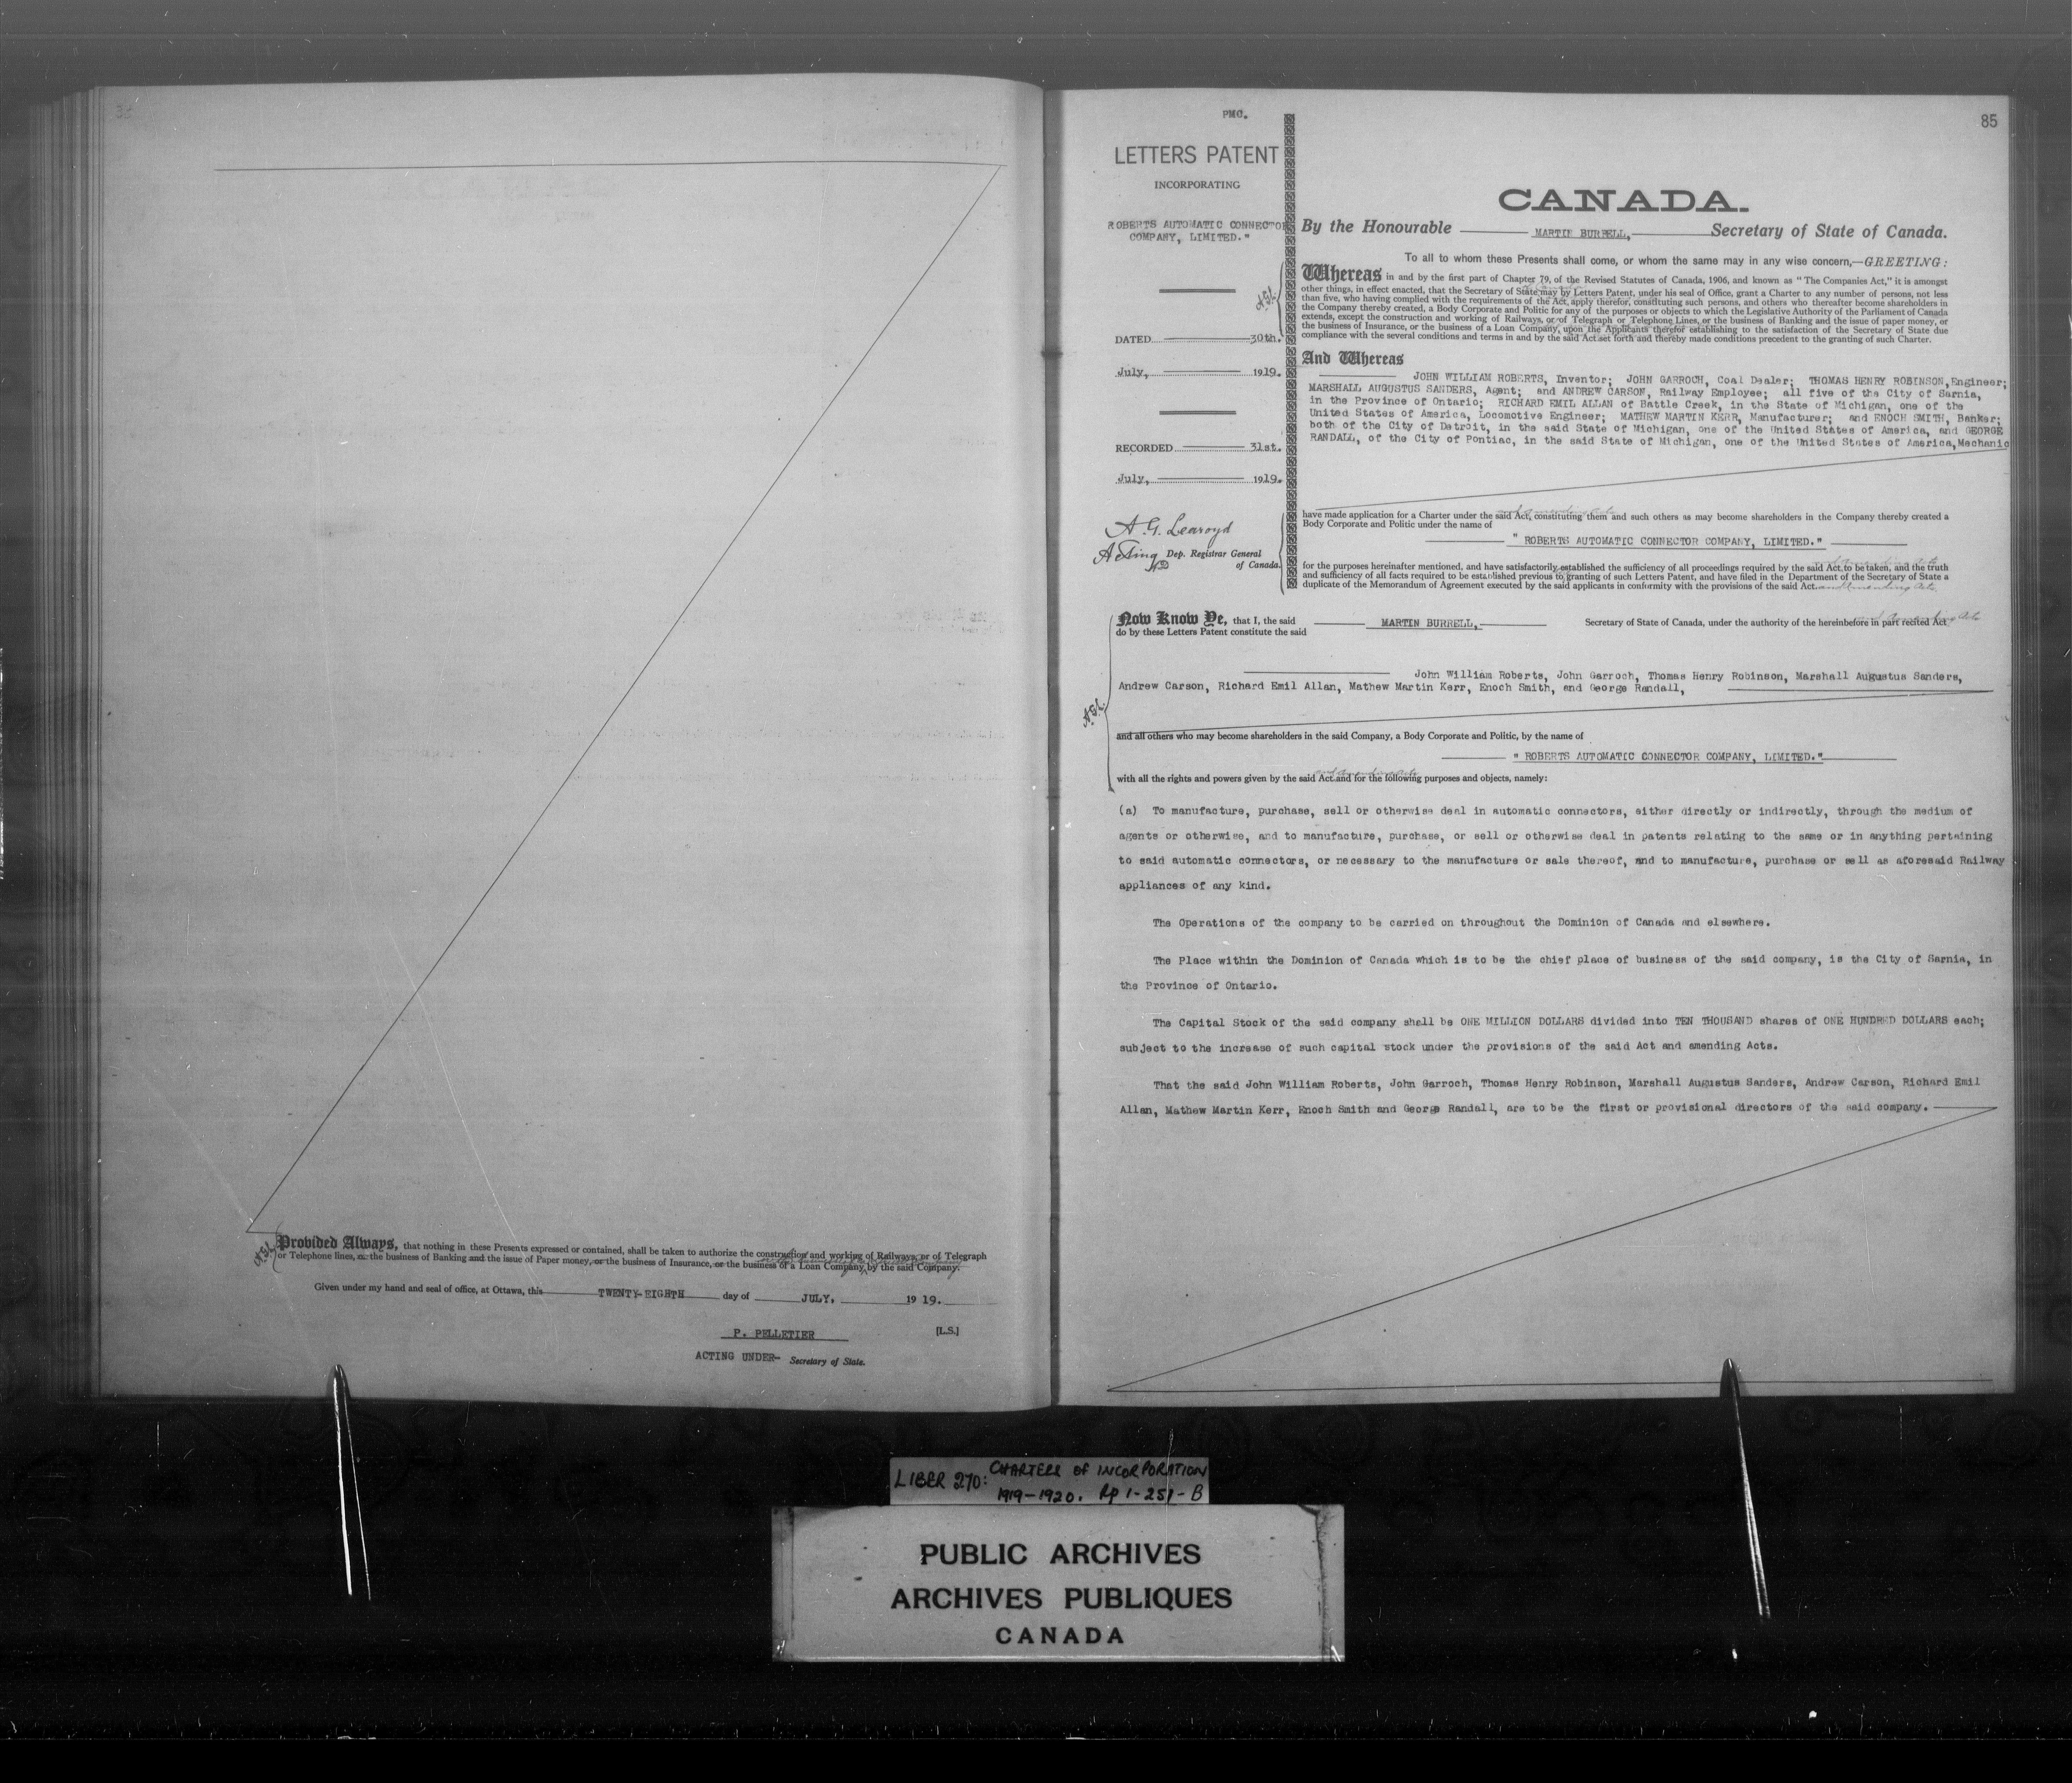 Provided Always, that nothing in these Presents expressed or contained, shall be taken to authorize the construction and working of Railways, or of Telegraph
or Telephone lines, or the business of Banking and the issue of Paper money, or the business of Insurance, or the business of a Loan Company, by the said Company.
Given under my hand and seal of office, at Ottawa, this TWENTY-EIGHTH day of JULY, 19 19.
P. PELLETIER [L.S.]
ACTING UNDER- Secretary of State.
85
PMC.
LETTERS PATENT
INCORPORATING
ROBERTS AUTOMATIC CONNECTOR
COMPANY, LIMITED."
DATED 30th.
July, 1919.
RECORDED 31st.
July, 1919.
A. G. Learoyd
Acting Dep. Registrar General
of Canada.
CANADA.
By the Honourable MARTIN BURRELL, Secretary of State of Canada.
To all to whom these Presents shall come, or whom the same may in any wise concern,—GREETING:
Whereas in and by the first part of Chapter 79, of the Revised Statutes of Canada, 1906, and known as "The Companies Act," it is amongst
other things, in effect enacted, that the Secretary of State may by Letters Patent, under his seal of Office, grant a Charter to any number of persons, not less
than five, who having complied with the requirements of the Act, apply therefor, constituting such persons, and others who thereafter become shareholders in
the Company thereby created, a Body Corporate and Politic for any of the purposes or objects to which the Legislative Authority of the Parliament of Canada
extends, except the construction and working of Railways, or of Telegraph or Telephone Lines, or the business of Banking and the issue of paper money, or
the business of Insurance, or the business of a Loan Company, upon the Applicants therefor establishing to the satisfaction of the Secretary of State due
compliance with the several conditions and terms in and by the said Act set forth and thereby made conditions precedent to the granting of such Charter.
And Whereas
JOHN WILLIAM ROBERTS, Inventor; JOHN GARROCH, Coal Dealer; THOMAS HENRY ROBINSON, Engineer;
MARSHALL AUGUSTUS SANDERS, Agent; and ANDREW CARSON, Railway Employee; all five of the City of Sarnia,
in the Province of Ontario; RICHARD EMIL ALLAN of Battle Creek, in the State of Michigan, one of the
United States of America, Locomotive Engineer; MATHEW MARTIN KERR, Manufacturer; and ENOCH SMITH, Banker;
both of the City of Detroit, in the said State of Michigan, one of the United States of America, and GEORGE
RANDALL, of the City of Pontiac, in the said State of Michigan, one of the United States of America, Mechanic
have made application for a Charter under the said Act, constituting them and such others as may become shareholders in the Company thereby created a
Body Corporate and Politic under the name of
" ROBERTS AUTOMATIC CONNECTOR COMPANY, LIMITED."
for the purposes hereinafter mentioned, and have satisfactorily established the sufficiency of all proceedings required by the said Act, to be taken, and the truth
and sufficiency of all facts required to be established previous to granting of such Letters Patent, and have filed in the Department of the Secretary of State a
duplicate of the Memorandum of Agreement executed by the said applicants in conformity with the provisions of the said Act. and Amending Acts.
Now Know Ye, that I, the said MARTIN BURRELL, Secretary of State of Canada, under the authority of the hereinbefore in part recited Act
do by these Letters Patent constitute the said
John William Roberts, John Garroch, Thomas Henry Robinson, Marshall Augustus Sanders,
Andrew Carson, Richard Emil Allan, Mathew Martin Kerr, Enoch Smith, and George Randall,
and all others who may become shareholders in the said Company, a Body Corporate and Politic, by the name of
" ROBERTS AUTOMATIC CONNECTOR COMPANY, LIMITED."
with all the rights and powers given by the said Act and for the following purposes and objects, namely:
(a) To manufacture, purchase, sell or otherwise deal in automatic connectors, either directly or indirectly, through the medium of
agents or otherwise, and to manufacture, purchase, or sell or otherwise deal in patents relating to the same or in anything pertaining
to said automatic connectors, or necessary to the manufacture or sale thereof, and to manufacture, purchase or sell as aforesaid Railway
appliances of any kind.
The Operations of the company to be carried on throughout the Dominion of Canada and elsewhere.
The Place within the Dominion of Canada which is to be the chief place of business of the said company, is the City of Sarnia, in
the Province of Ontario.
The Capital Stock of the said company shall be ONE MILLION DOLLARS divided into TEN THOUSAND shares of ONE HUNDRED DOLLARS each;
subject to the increase of such capital stock under the provisions of the said Act and amending Acts.
That the said John William Roberts, John Garroch, Thomas Henry Robinson, Marshall Augustus Sanders, Andrew Carson, Richard Emil
Allan, Mathew Martin Kerr, Enoch Smith and George Randall, are to be the first or provisional directors of the said company.
LIBER 270: CHARTERS OF INCORPORATION
1919-1920. Rp 1-251-B
PUBLIC ARCHIVES
ARCHIVES PUBLIQUES
CANADA